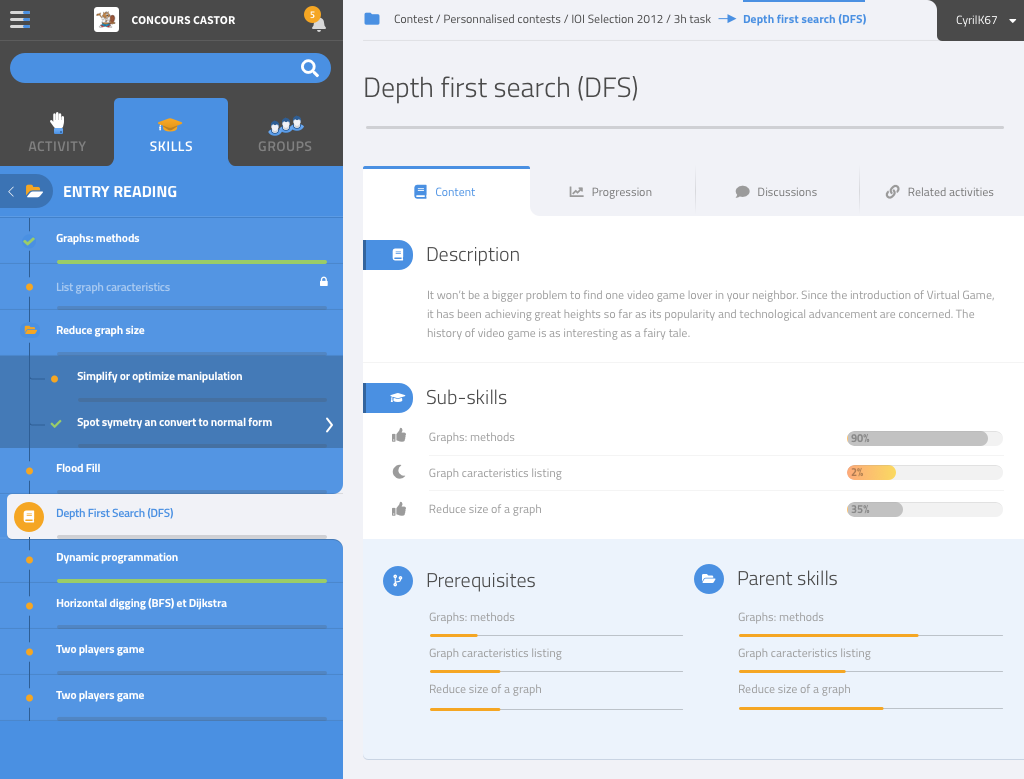 CONCOURS CASTOR
5
ACTIVITY
SKILLS
GROUPS
ENTRY READING
Graphs: methods
List graph caracteristics
Reduce graph size
Simplify or optimize manipulation
Spot symetry an convert to normal form
Flood Fill
Depth First Search (DFS)
Dynamic programmation
Horizontal digging (BFS) et Dijkstra
Two players game
Two players game
Contest / Personnalised contests / IOI Selection 2012 / 3h task
Depth first search (DFS)
CyrilK67
Depth first search (DFS)
Content
Progression
Discussions
Related activities
Description
It won't be a bigger problem to find one video game lover in your neighbor. Since the introduction of Virtual Game,
it has been achieving great heights so far as its popularity and technological advancement are concerned. The
history of video game is as interesting as a fairy tale.
Sub-skills
Graphs: methods
90%
Graph caracteristics listing
2%
Reduce size of a graph
35%
Prerequisites
Graphs: methods
Graph caracteristics listing
Reduce size of a graph
Parent skills
Graphs: methods
Graph caracteristics listing
Reduce size of a graph